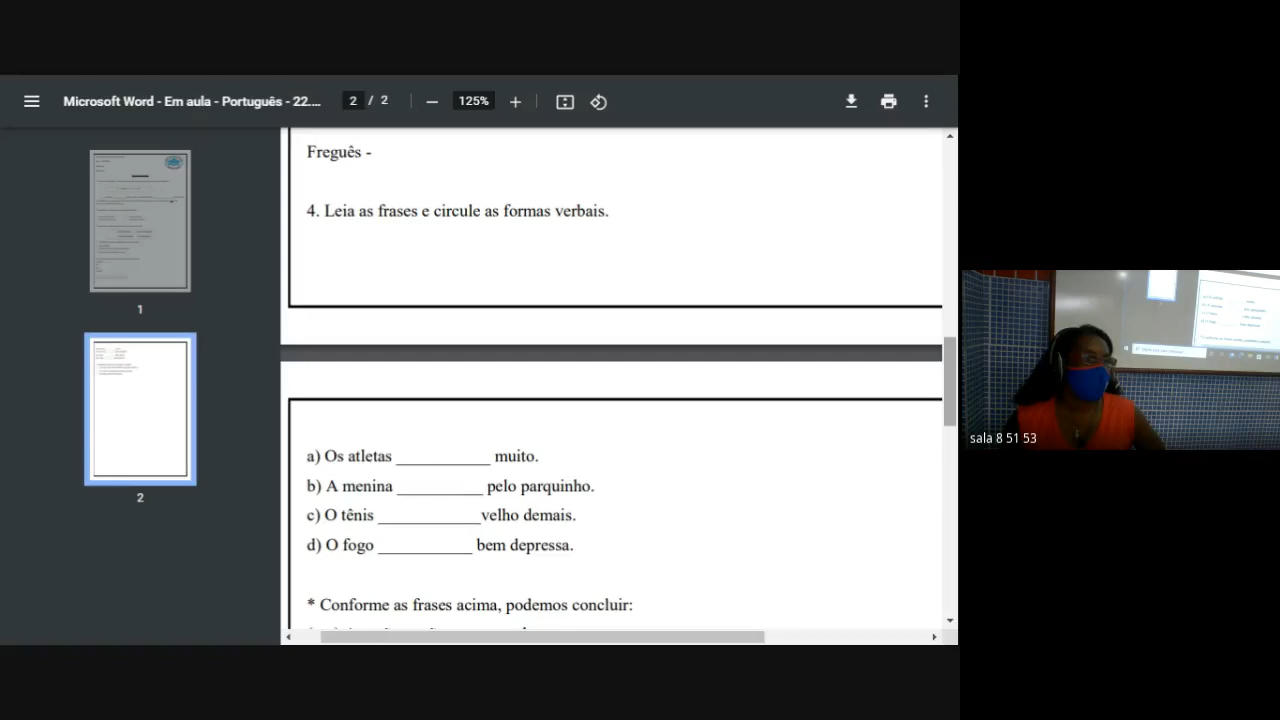 Microsoft Word - Em aula - Português - 22....
2 / 2
125%
Freguês -
4. Leia as frases e circule as formas verbais.
1
a) Os atletas ___________ muito.
b) A menina __________ pelo parquinho.
c) O tênis ____________velho demais.
d) O fogo ___________ bem depressa.
2
* Conforme as frases acima, podemos concluir:
sala 8 51 53